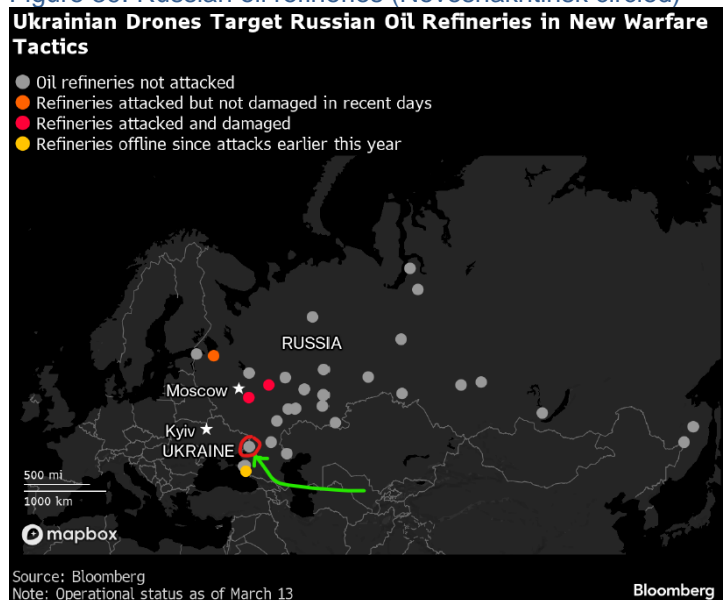 Ukrainian Drones Target Russian Oil Refineries in New Warfare
Tactics
Oil refineries not attacked
Refineries attacked but not damaged in recent days
Refineries attacked and damaged
Refineries offline since attacks earlier this year
RUSSIA
Moscow
Kyiv
UKRAINE
500 mi
1000 km
mapbox
Source: Bloomberg
Note: Operational status as of March 13
Bloomberg